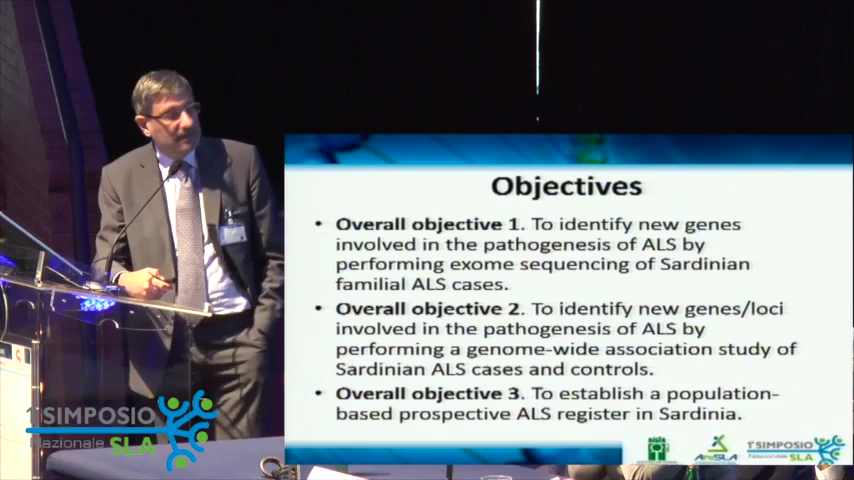 Objectives
• Overall objective 1. To identify new genes
involved in the pathogenesis of ALS by
performing exome sequencing of Sardinian
familial ALS cases.
• Overall objective 2. To identify new genes/loci
involved in the pathogenesis of ALS by
performing a genome-wide association study of
Sardinian ALS cases and controls.
• Overall objective 3. To establish a population-
based prospective ALS register in Sardinia.
1° SIMPOSIO
Nazionale SLA
1° SIMPOSIO
Nazionale SLA